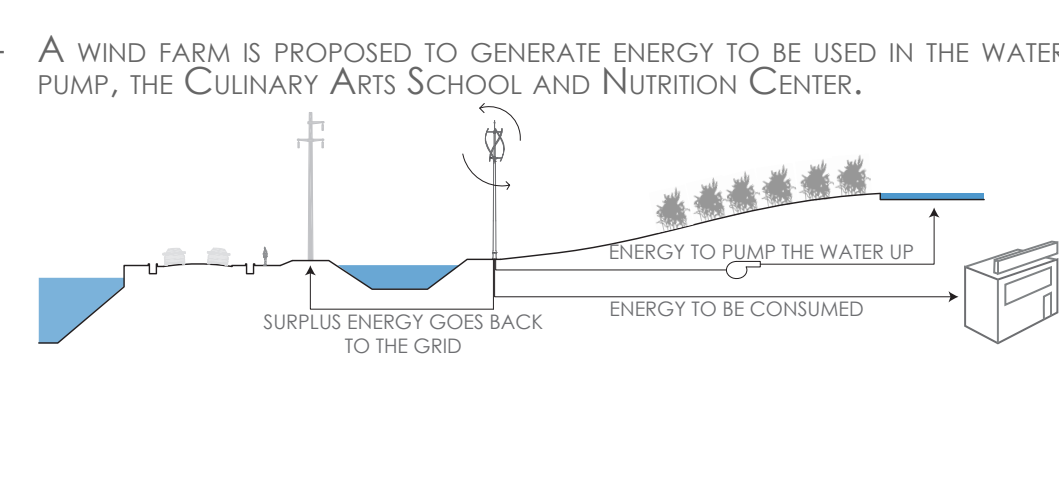 - A WIND FARM IS PROPOSED TO GENERATE ENERGY TO BE USED IN THE WATER
PUMP, THE CULINARY ARTS SCHOOL AND NUTRITION CENTER.
ENERGY TO PUMP THE WATER UP
ENERGY TO BE CONSUMED
SURPLUS ENERGY GOES BACK
TO THE GRID